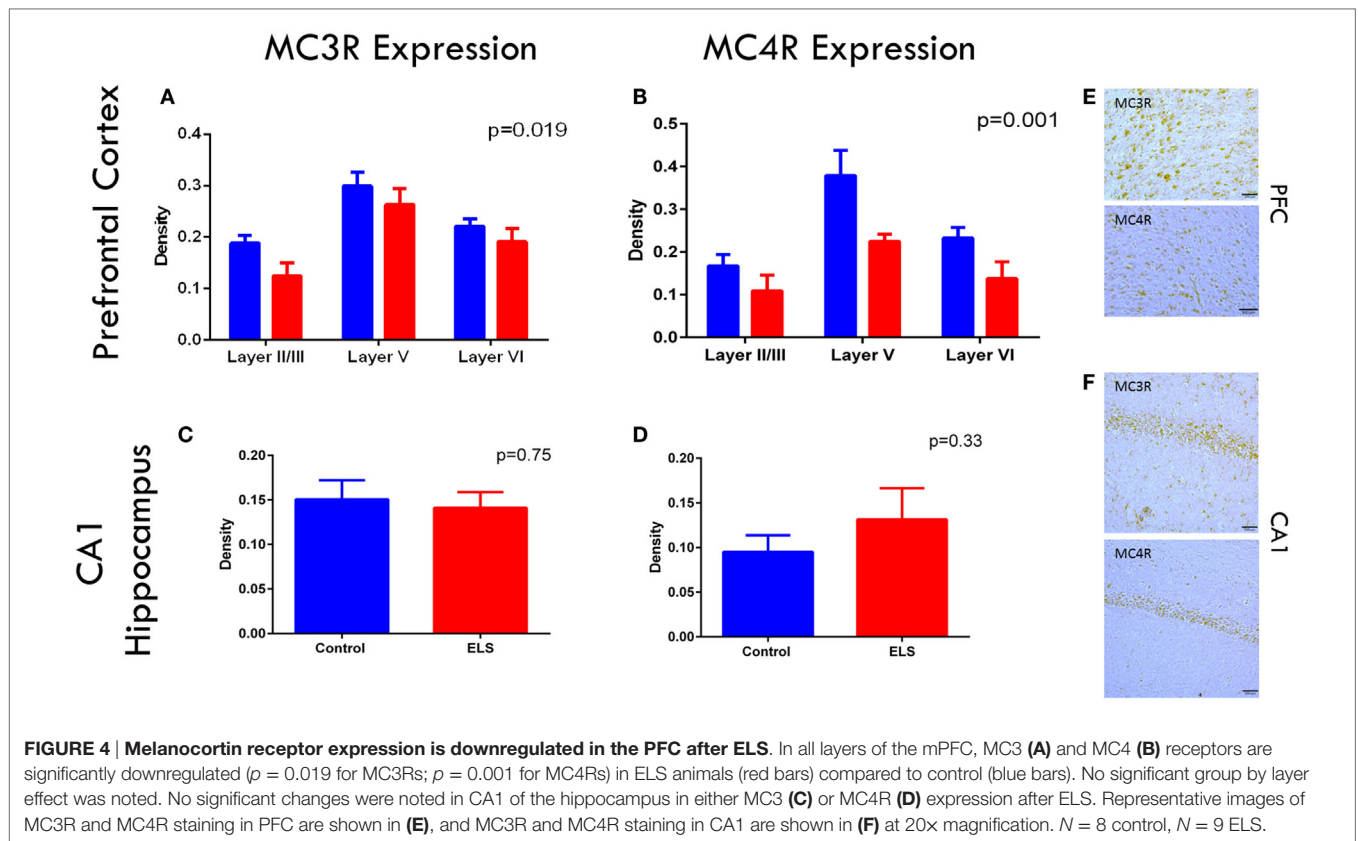 MC3R Expression
MC4R Expression
Prefrontal Cortex
A
p=0.019
0.4
0.3
0.2
0.1
0.0
Density
Layer II/III
Layer V
Layer VI
B
p=0.001
0.5
0.4
0.3
0.2
0.1
0.0
Density
Layer II/III
Layer V
Layer VI
E
MC3R
MC4R
PFC
CA1
Hippocampus
C
p=0.75
0.20
0.15
0.10
0.05
0.00
Density
Control
ELS
D
p=0.33
0.20
0.15
0.10
0.05
0.00
Density
Control
ELS
F
MC3R
MC4R
CA1
FIGURE 4 | Melanocortin receptor expression is downregulated in the PFC after ELS. In all layers of the mPFC, MC3 (A) and MC4 (B) receptors are
significantly downregulated (p = 0.019 for MC3Rs; p = 0.001 for MC4Rs) in ELS animals (red bars) compared to control (blue bars). No significant group by layer
effect was noted. No significant changes were noted in CA1 of the hippocampus in either MC3 (C) or MC4R (D) expression after ELS. Representative images of
MC3R and MC4R staining in PFC are shown in (E), and MC3R and MC4R staining in CA1 are shown in (F) at 20× magnification. N = 8 control, N = 9 ELS.